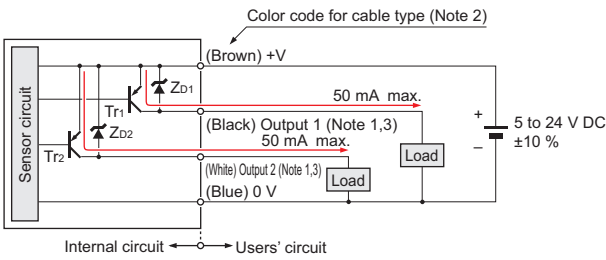 Color code for cable type (Note 2)
(Brown) +V
Sensor circuit
Tr1
ZD1
50 mA max.
(Black) Output 1 (Note 1,3)
Tr2
ZD2
50 mA max.
Load
+
5 to 24 V DC
±10 %
–
(White) Output 2 (Note 1,3)
Load
(Blue) 0 V
Internal circuit
Users' circuit